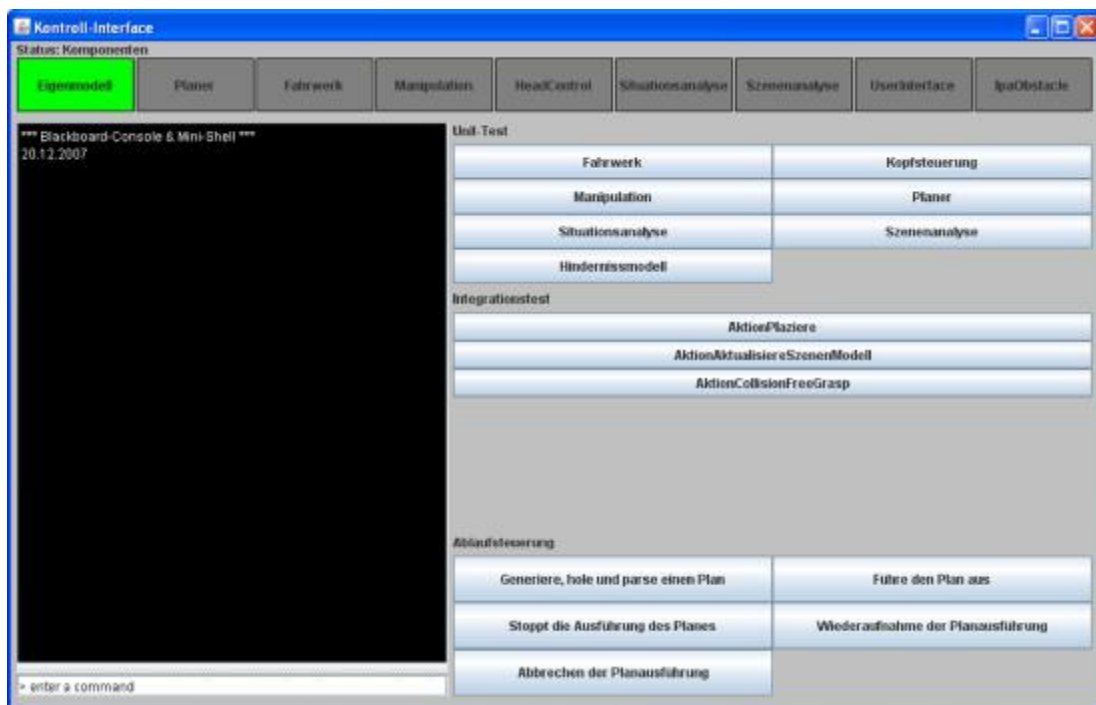 Kontroll-Interface
Status: Komponenten
Eigenmodell Planer Fahrwerk Manipulation HeadControl Situationsanalyse Szenenanalyse UserInterface IpaObstacle
*** Blackboard-Console & Mini-Shell ***
20.12.2007
Unit-Test
Fahrwerk Kopfsteuerung
Manipulation Planer
Situationsanalyse Szenenanalyse
Hindernissmodell
Integrationstest
AktionPlaziere
AktionAktualisiereSzenenModell
AktionCollisionFreeGrasp
Ablaufsteuerung
Generiere, hole und parse einen Plan Führe den Plan aus
Stoppt die Ausführung des Planes Wiederaufnahme der Planausführung
Abbrechen der Planausführung
> enter a command